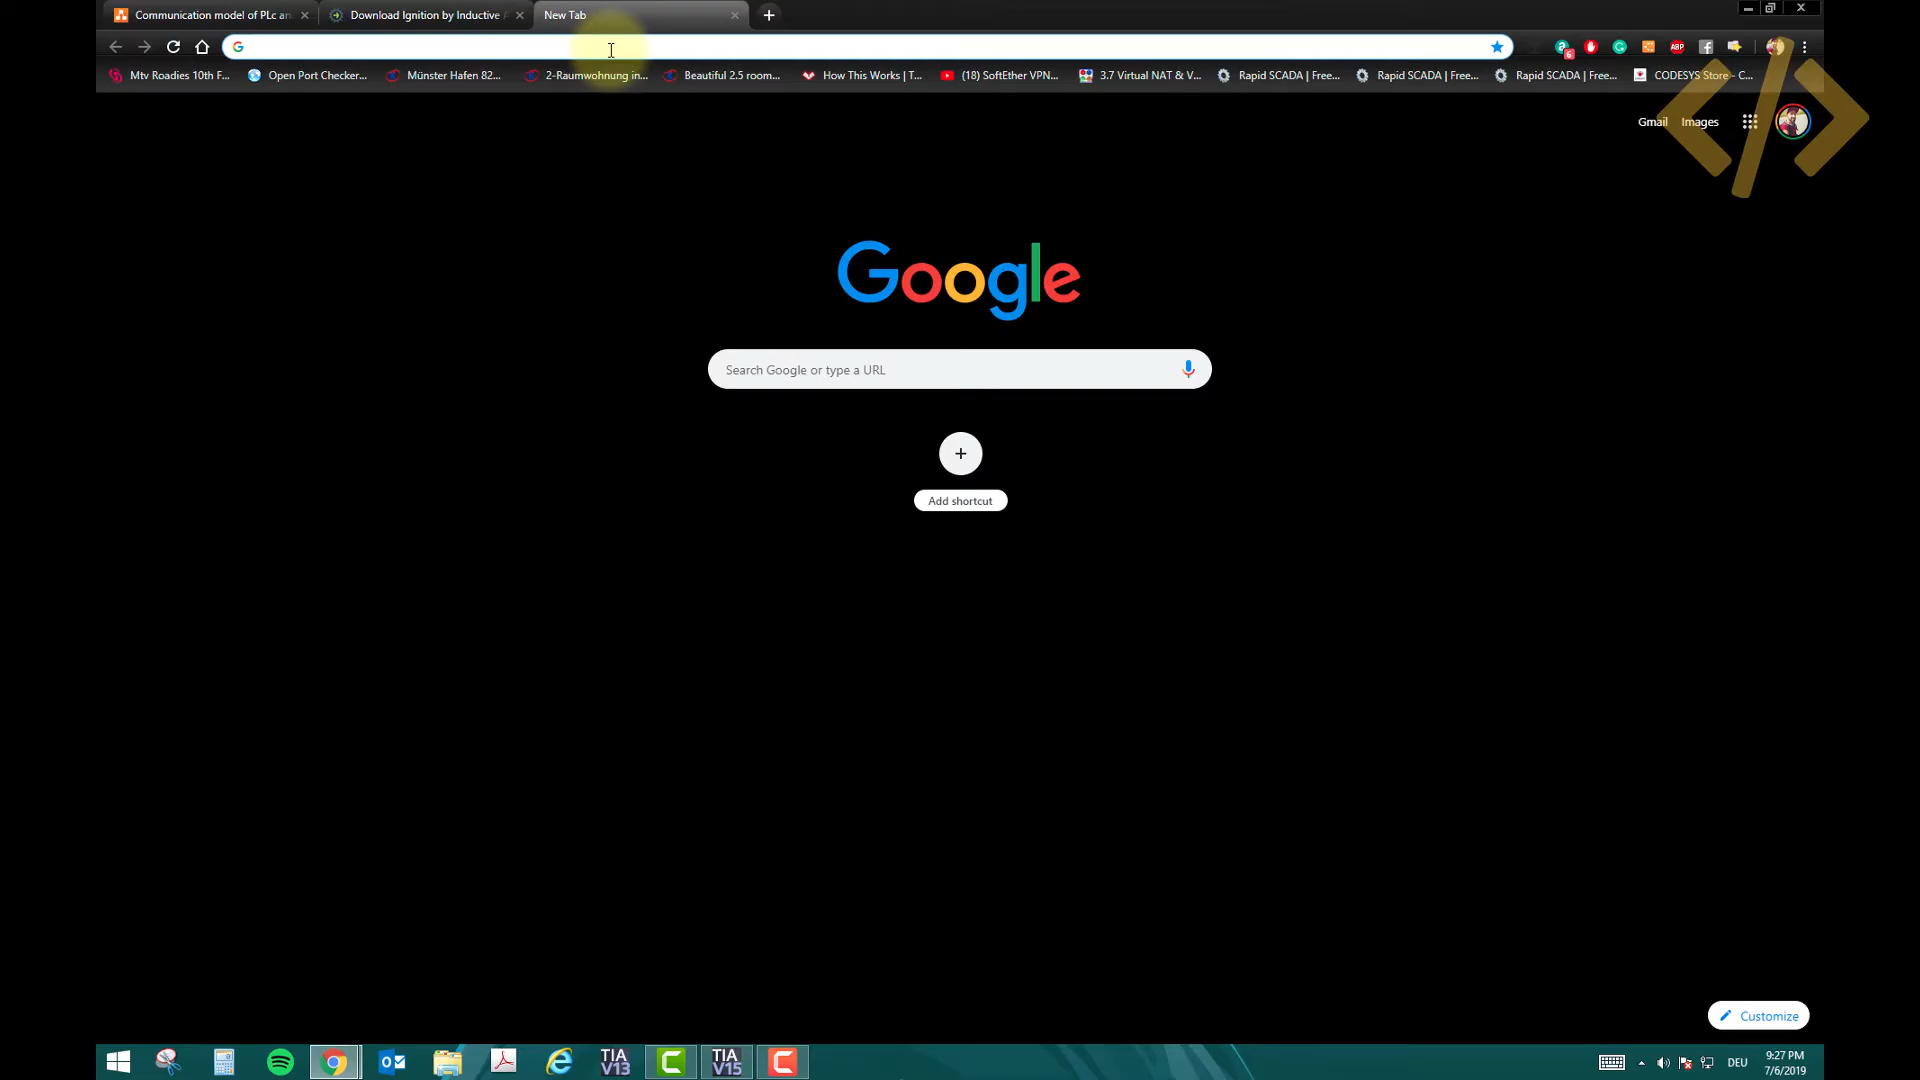 Communication model of PLc an
Download Ignition by Inductive A
New Tab
Mtv Roadies 10th F...
Open Port Checker...
Münster Hafen 82...
2-Raumwohnung in...
Beautiful 2.5 room...
How This Works | T...
(18) SoftEther VPN...
3.7 Virtual NAT & V...
Rapid SCADA | Free...
Rapid SCADA | Free...
Rapid SCADA | Free...
CODESYS Store - C...
Gmail
Images
Google
Search Google or type a URL
Add shortcut
Customize
TIA
V13
TIA
V15
DEU
9:27 PM
7/6/2019